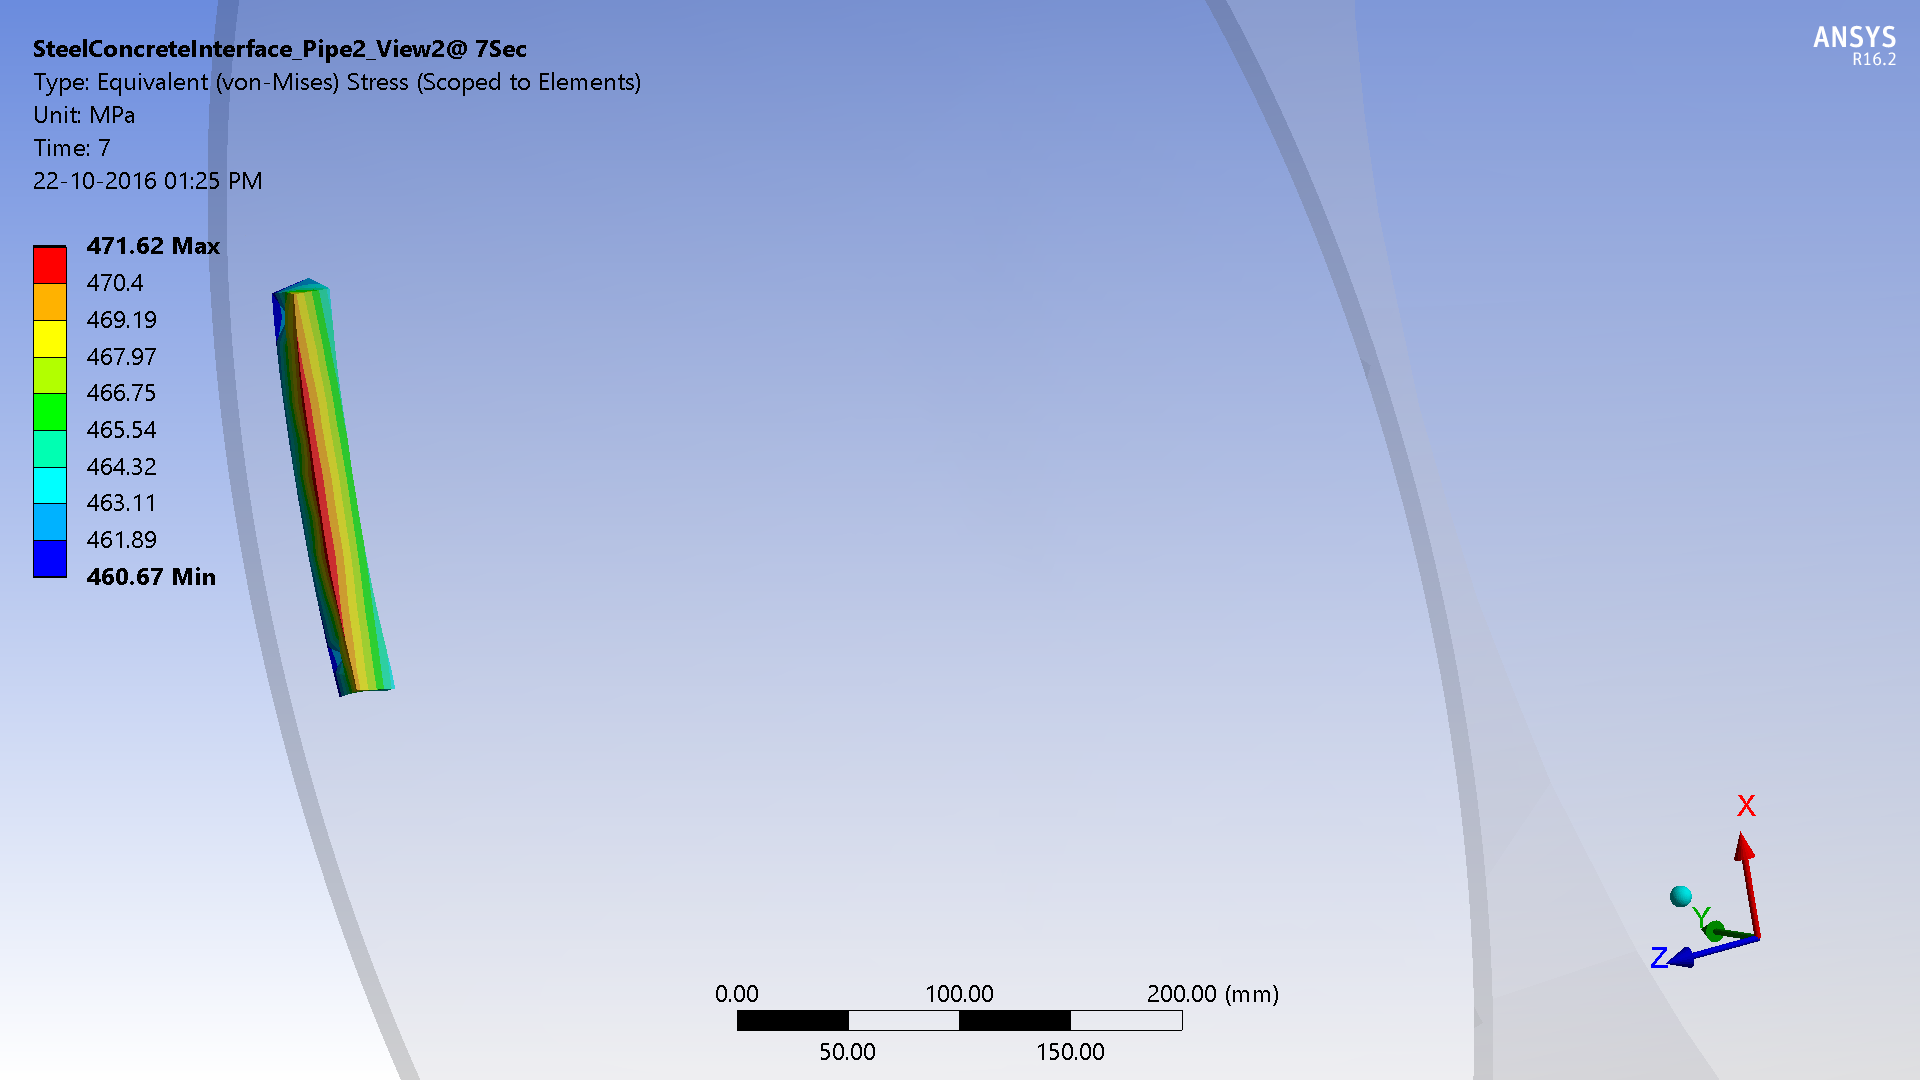 SteelConcreteInterface_Pipe2_View2@ 7Sec
Type: Equivalent (von-Mises) Stress (Scoped to Elements)
Unit: MPa
Time: 7
22-10-2016 01:25 PM
ANSYS
R16.2
471.62 Max
470.4
469.19
467.97
466.75
465.54
464.32
463.11
461.89
460.67 Min
X
Y
Z
0.00 100.00 200.00 (mm)
50.00 150.00